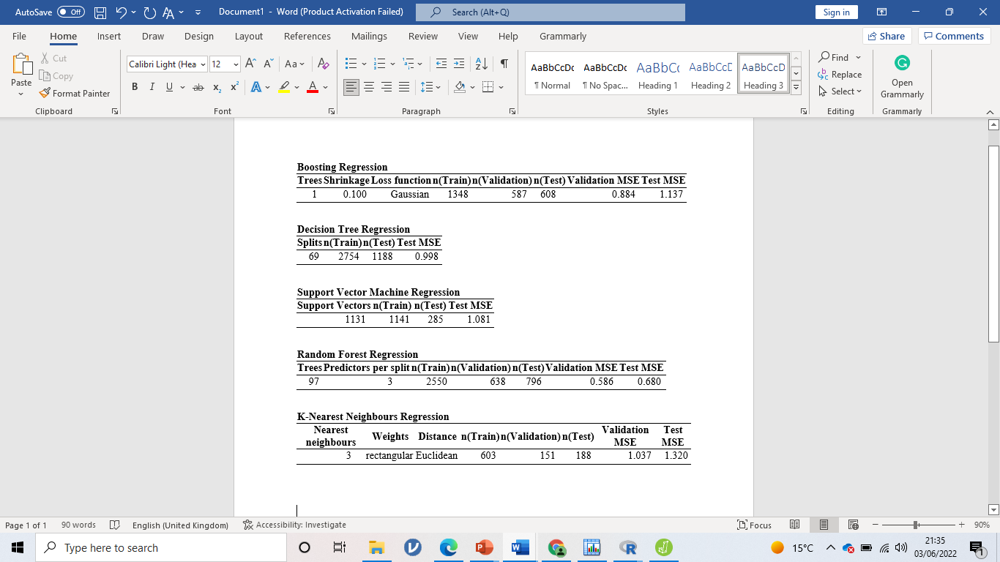 AutoSave Off Document1 - Word (Product Activation Failed) Search (Alt+Q) Sign in
File Home Insert Draw Design Layout References Mailings Review View Help Grammarly Share Comments
Paste Cut Copy Format Painter
Calibri Light (Hea 12
AaBbCcDc AaBbCcDc AaBbCc AaBbCcD AaBbCcD
¶ Normal ¶ No Spac... Heading 1 Heading 2 Heading 3
Find Replace Select
Open Grammarly
Clipboard Font Paragraph Styles Editing Grammarly
Boosting Regression
Trees Shrinkage Loss function n(Train) n(Validation) n(Test) Validation MSE Test MSE
1 0.100 Gaussian 1348 587 608 0.884 1.137
Decision Tree Regression
Splits n(Train) n(Test) Test MSE
69 2754 1188 0.998
Support Vector Machine Regression
Support Vectors n(Train) n(Test) Test MSE
1131 1141 285 1.081
Random Forest Regression
Trees Predictors per split n(Train) n(Validation) n(Test) Validation MSE Test MSE
97 3 2550 638 796 0.586 0.680
K-Nearest Neighbours Regression
Nearest neighbours Weights Distance n(Train) n(Validation) n(Test) Validation MSE Test MSE
3 rectangular Euclidean 603 151 188 1.037 1.320
Page 1 of 1 90 words English (United Kingdom) Accessibility: Investigate Focus 90%
Type here to search 15°C 21:35
03/06/2022 1